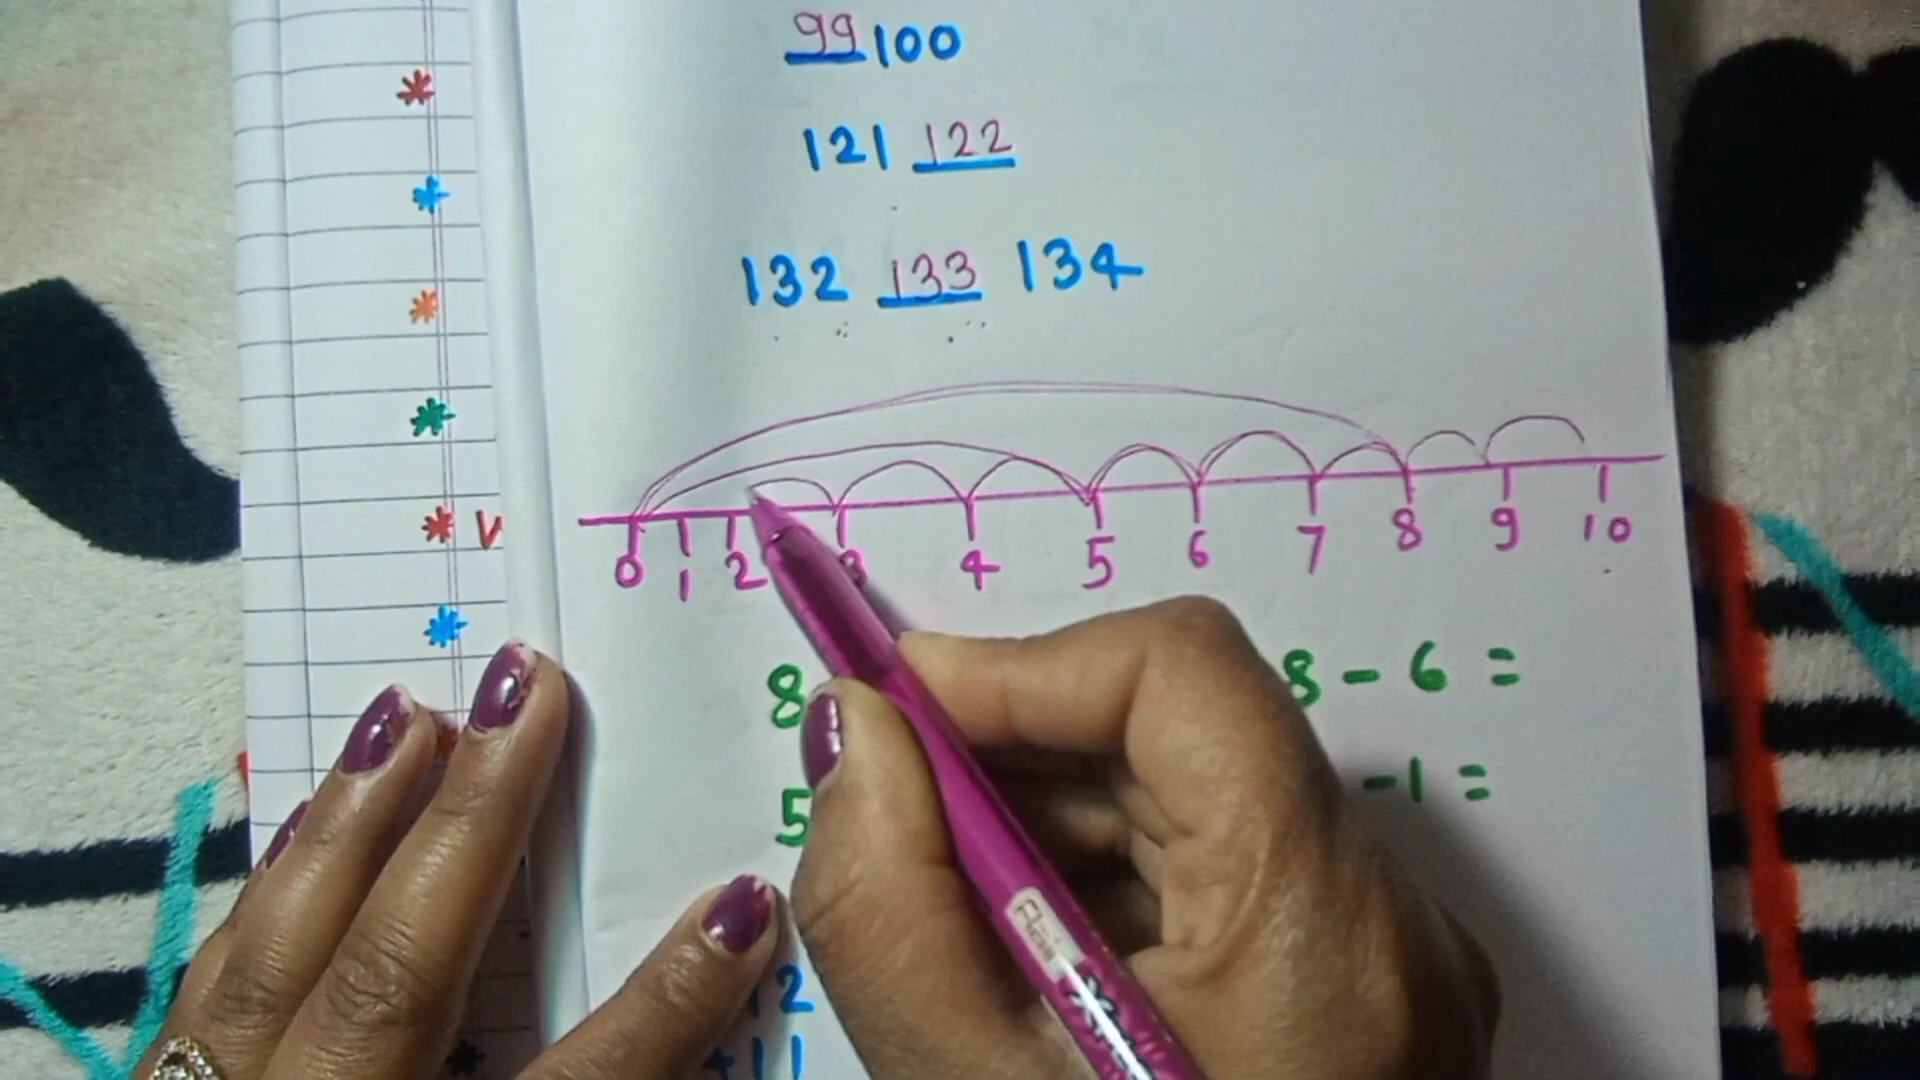 99 100
121 122
132 133 134
0 1 2 3 4 5 6 7 8 9 10
8 8 - 6 =
5 - 1 =
12
+11